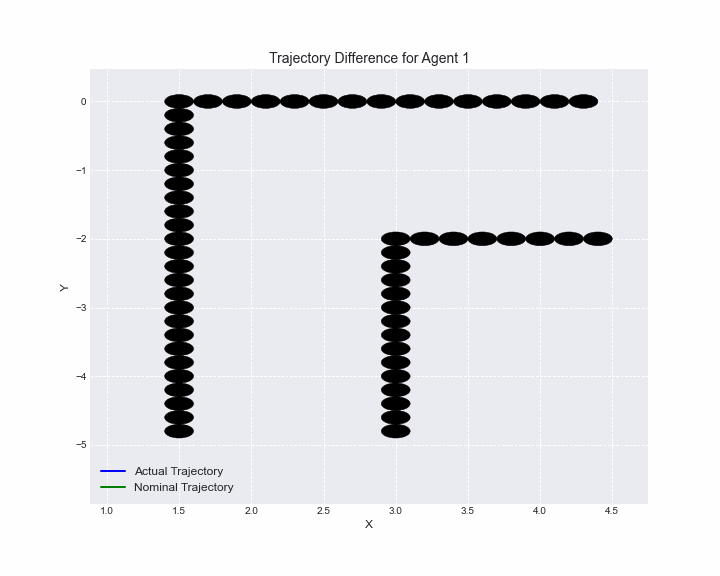 Trajectory Difference for Agent 1
0
−1
−2
−3
−4
−5
Y
Actual Trajectory
Nominal Trajectory
1.0 1.5 2.0 2.5 3.0 3.5 4.0 4.5
X